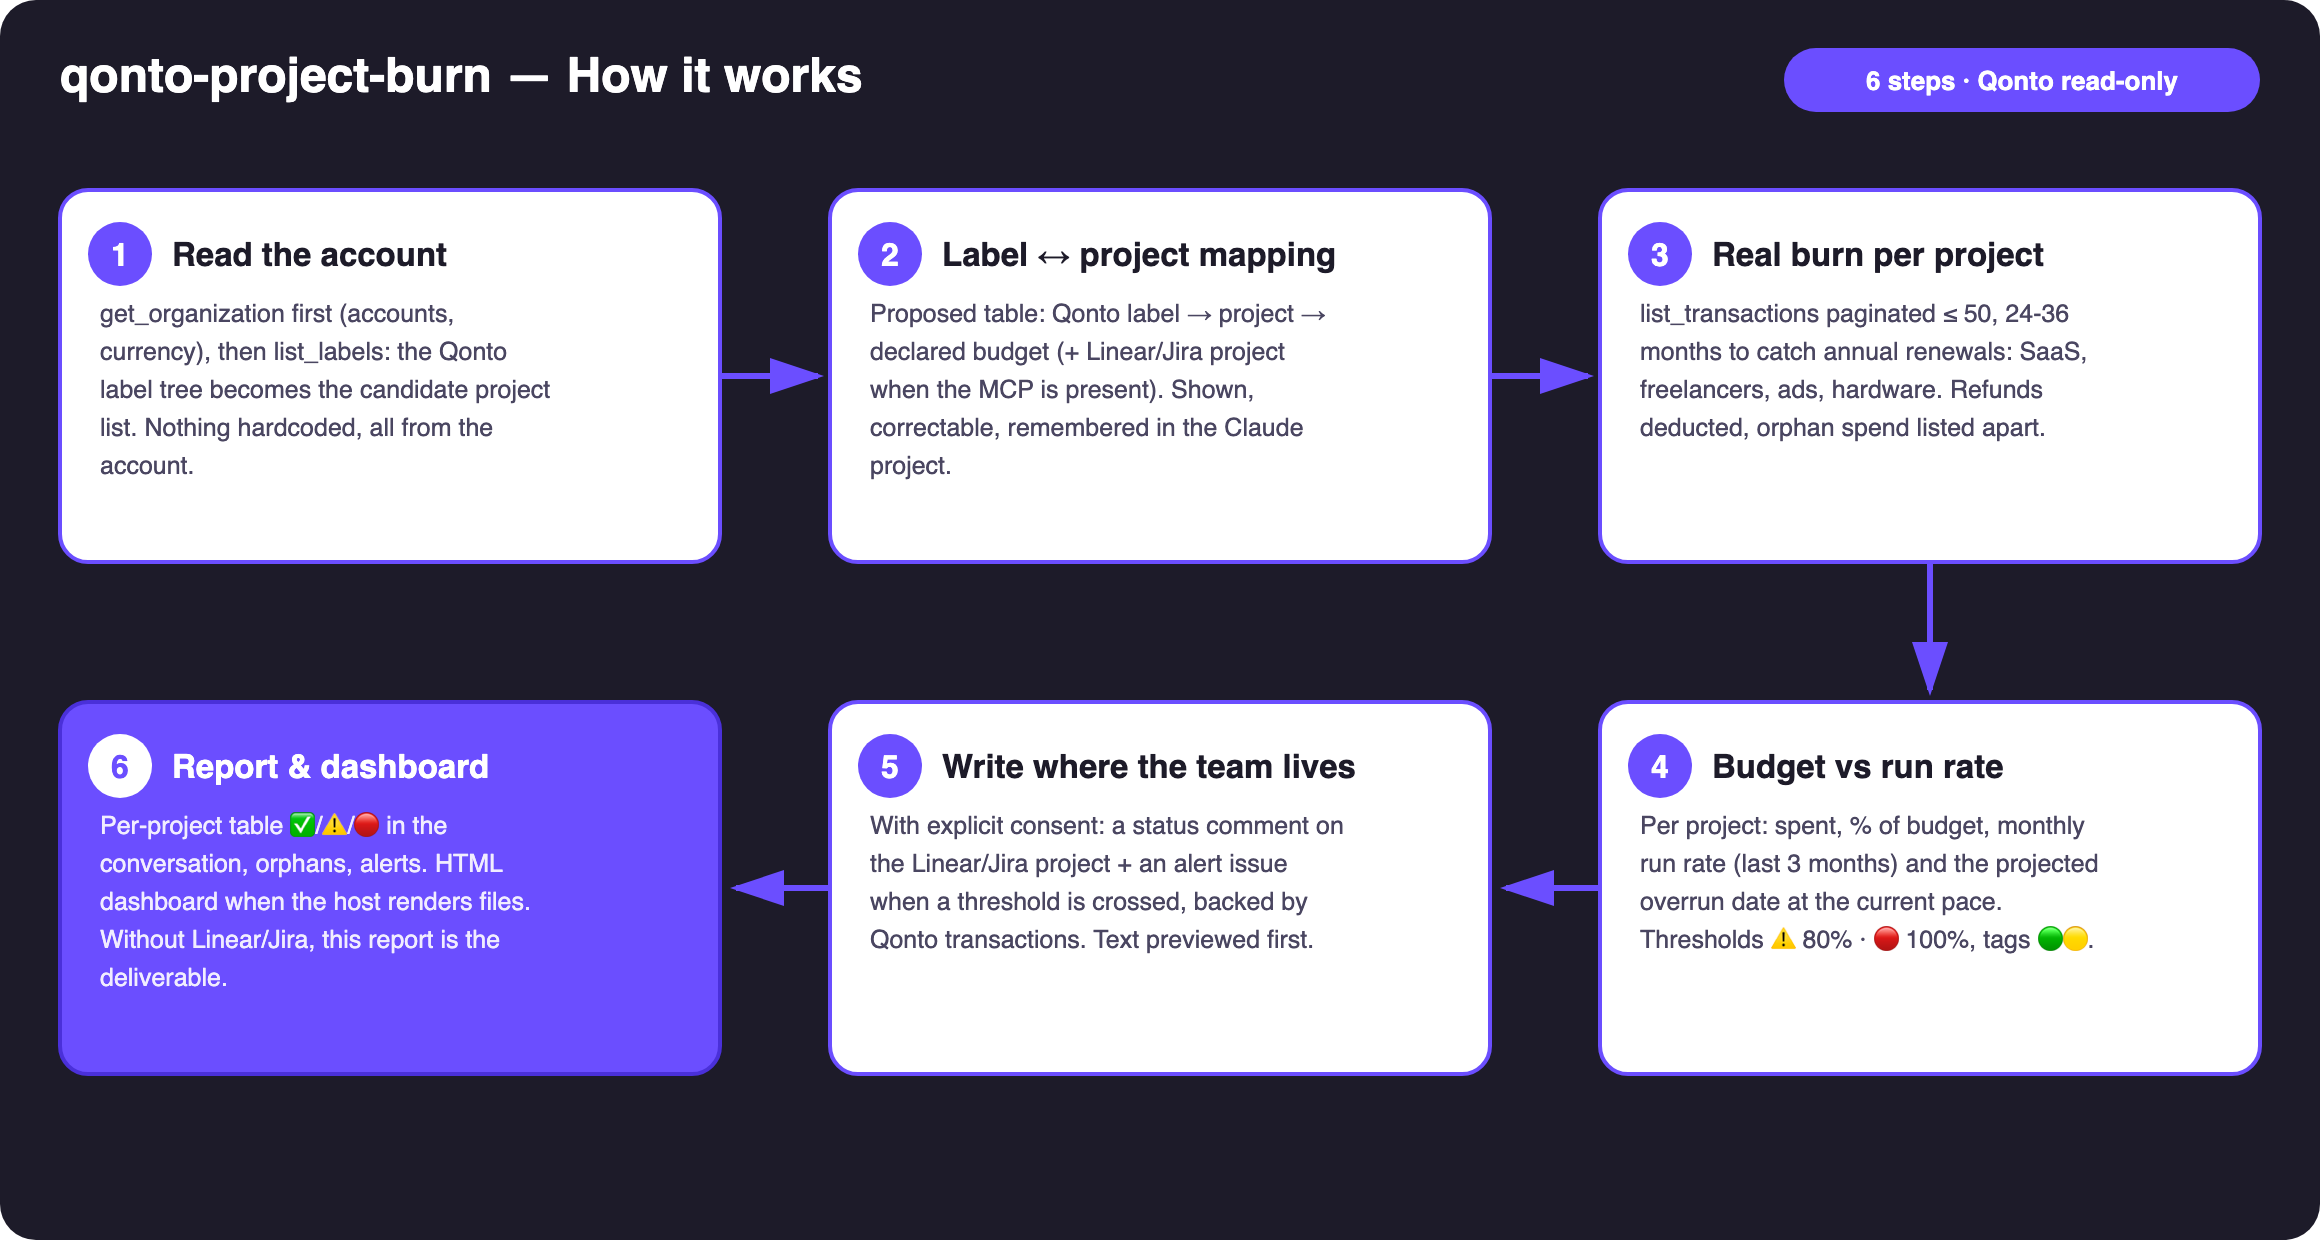 qonto-project-burn — How it works
6 steps · Qonto read-only
1 Read the account
get_organization first (accounts,
currency), then list_labels: the Qonto
label tree becomes the candidate project
list. Nothing hardcoded, all from the
account.
2 Label ↔ project mapping
Proposed table: Qonto label → project →
declared budget (+ Linear/Jira project
when the MCP is present). Shown,
correctable, remembered in the Claude
project.
3 Real burn per project
list_transactions paginated ≤ 50, 24-36
months to catch annual renewals: SaaS,
freelancers, ads, hardware. Refunds
deducted, orphan spend listed apart.
4 Budget vs run rate
Per project: spent, % of budget, monthly
run rate (last 3 months) and the projected
overrun date at the current pace.
Thresholds ⚠️ 80% · 🔴 100%, tags 🟢🟡.
5 Write where the team lives
With explicit consent: a status comment on
the Linear/Jira project + an alert issue
when a threshold is crossed, backed by
Qonto transactions. Text previewed first.
6 Report & dashboard
Per-project table ✅/⚠️/🔴 in the
conversation, orphans, alerts. HTML
dashboard when the host renders files.
Without Linear/Jira, this report is the
deliverable.